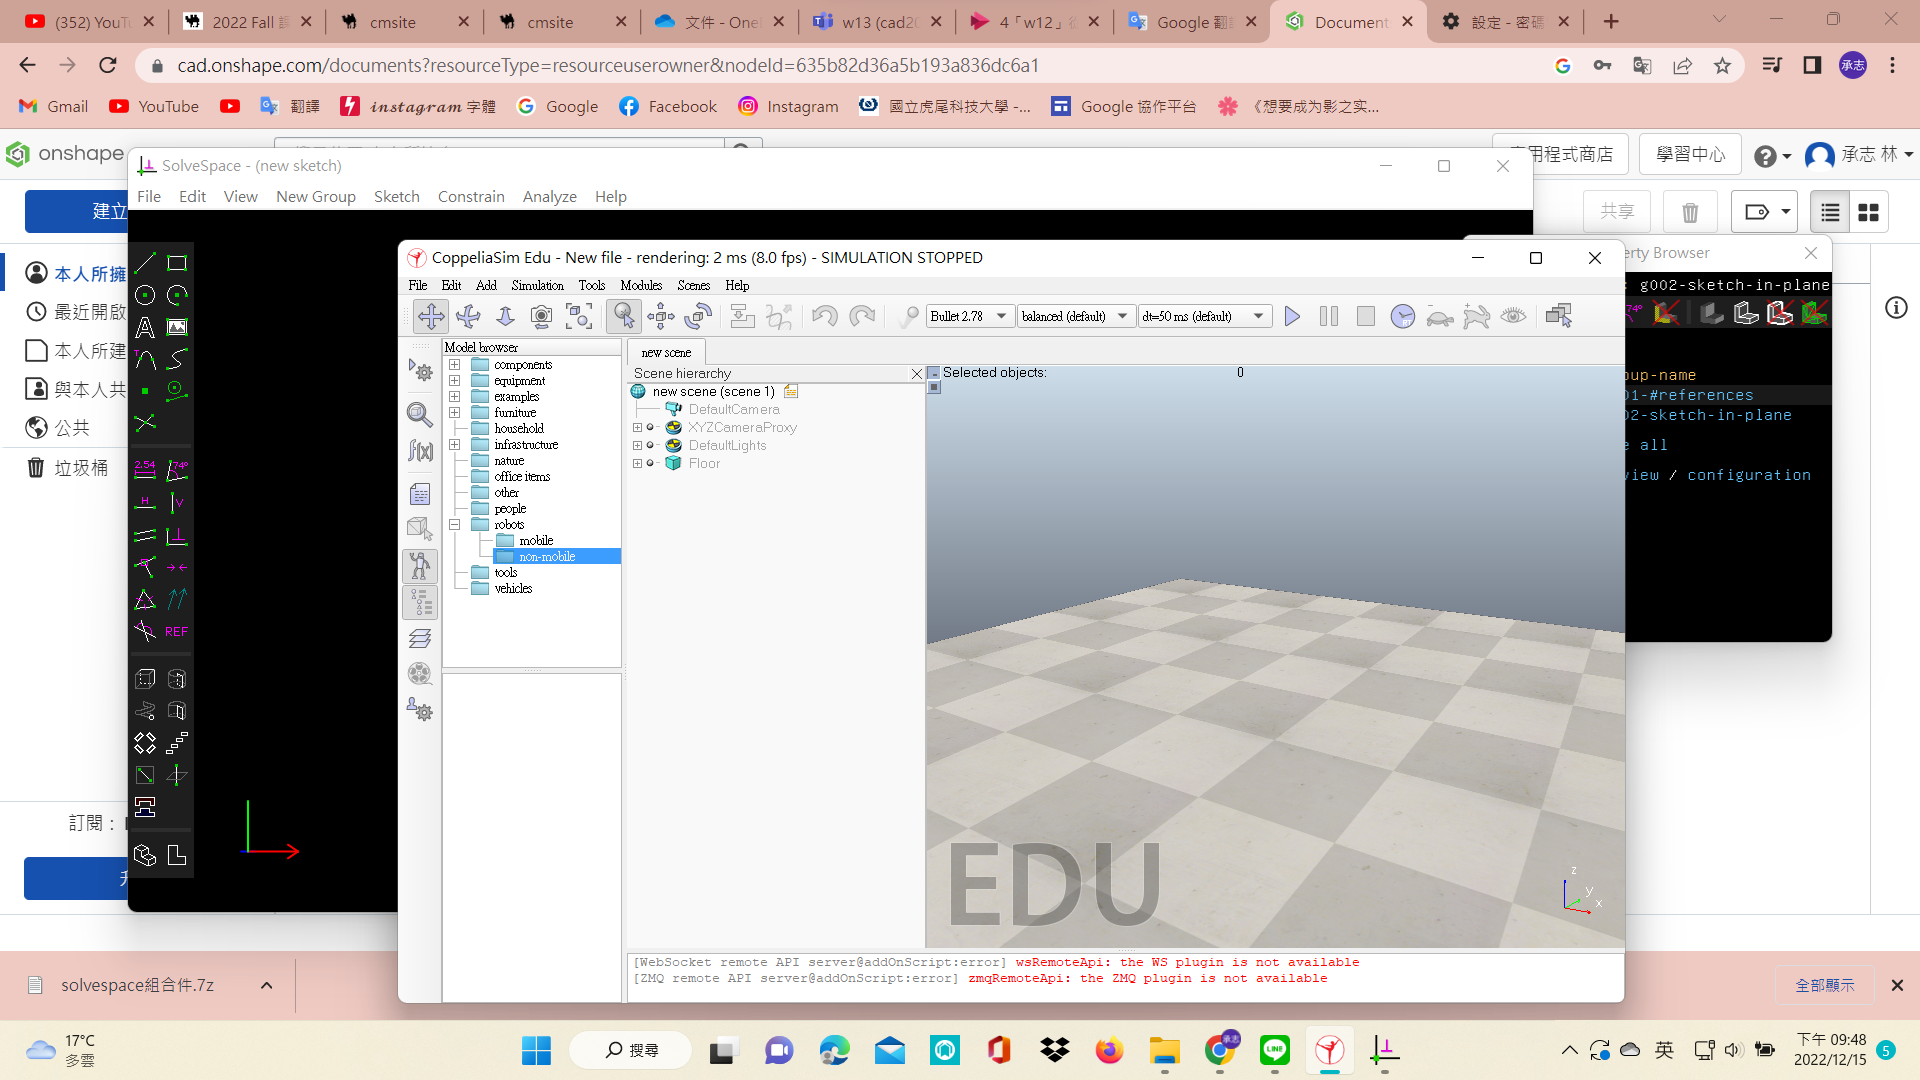 (352) YouTu
2022 Fall 課
cmsite
cmsite
文件 - One
w13 (cad20
4「w12」
Google 翻
Document
設定 - 密碼
cad.onshape.com/documents?resourceType=resourceuserowner&nodeId=635b82d36a5b193a836dc6a1
承志
Gmail
YouTube
翻譯
instagram 字體
Google
Facebook
Instagram
國立虎尾科技大學 -...
Google 協作平台
《想要成为影之实...
onshape
用程式商店
學習中心
承志 林
SolveSpace - (new sketch)
File Edit View New Group Sketch Constrain Analyze Help
建立
共享
本人所擁
最近開啟
本人所建
與本人共
公共
垃圾桶
訂閱：
升
2.54
74°
H
V
REF
erty Browser
g002-sketch-in-plane
74°
oup-name
01-#references
02-sketch-in-plane
e all
view / configuration
CoppeliaSim Edu - New file - rendering: 2 ms (8.0 fps) - SIMULATION STOPPED
File Edit Add Simulation Tools Modules Scenes Help
Bullet 2.78
balanced (default)
dt=50 ms (default)
Model browser
components
equipment
examples
furniture
household
infrastructure
nature
office items
other
people
robots
mobile
non-mobile
tools
vehicles
new scene
Scene hierarchy
new scene (scene 1)
DefaultCamera
XYZCameraProxy
DefaultLights
Floor
Selected objects: 0
f(x)
EDU
z
y
x
[WebSocket remote API server@addOnScript:error] wsRemoteApi: the WS plugin is not available
[ZMQ remote API server@addOnScript:error] zmqRemoteApi: the ZMQ plugin is not available
solvespace組合件.7z
全部顯示
17°C
多雲
搜尋
承志
LINE
英
下午 09:48
2022/12/15
5